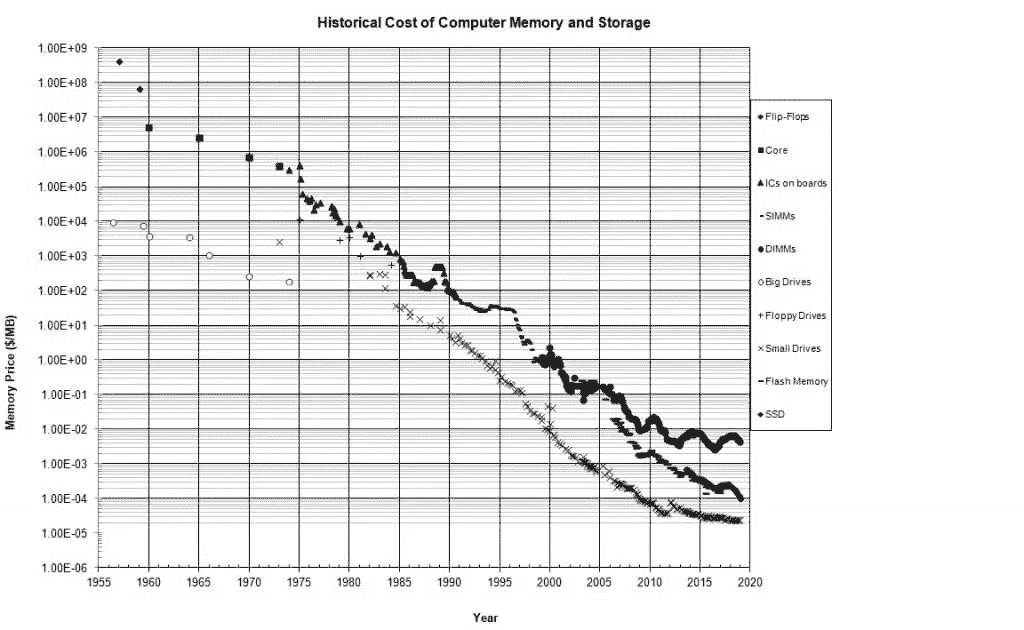 Historical Cost of Computer Memory and Storage
1.00E+09
1.00E+08
1.00E+07
1.00E+06
1.00E+05
1.00E+04
1.00E+03
1.00E+02
1.00E+01
1.00E+00
1.00E-01
1.00E-02
1.00E-03
1.00E-04
1.00E-05
1.00E-06
Memory Price ($/MB)
1955 1960 1965 1970 1975 1980 1985 1990 1995 2000 2005 2010 2015 2020
Year
Flip-Flops
Core
ICs on boards
SIMMs
DIMMs
Big Drives
Floppy Drives
Small Drives
Flash Memory
SSD